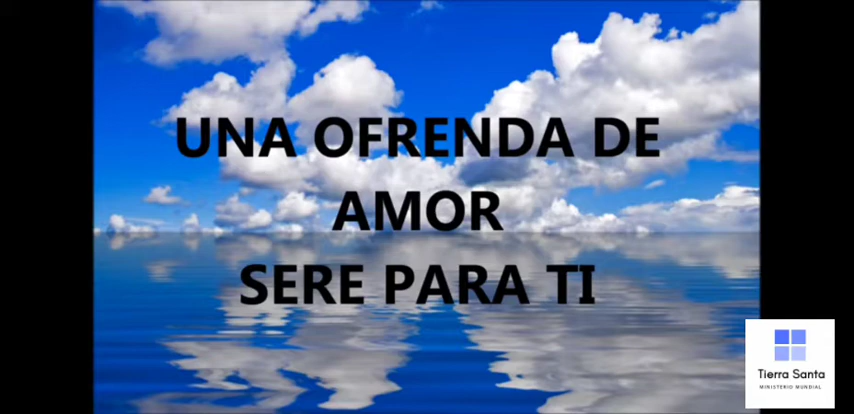 UNA OFRENDA DE
AMOR
SERE PARA TI
Tierra Santa
MINISTERIO MUNDIAL